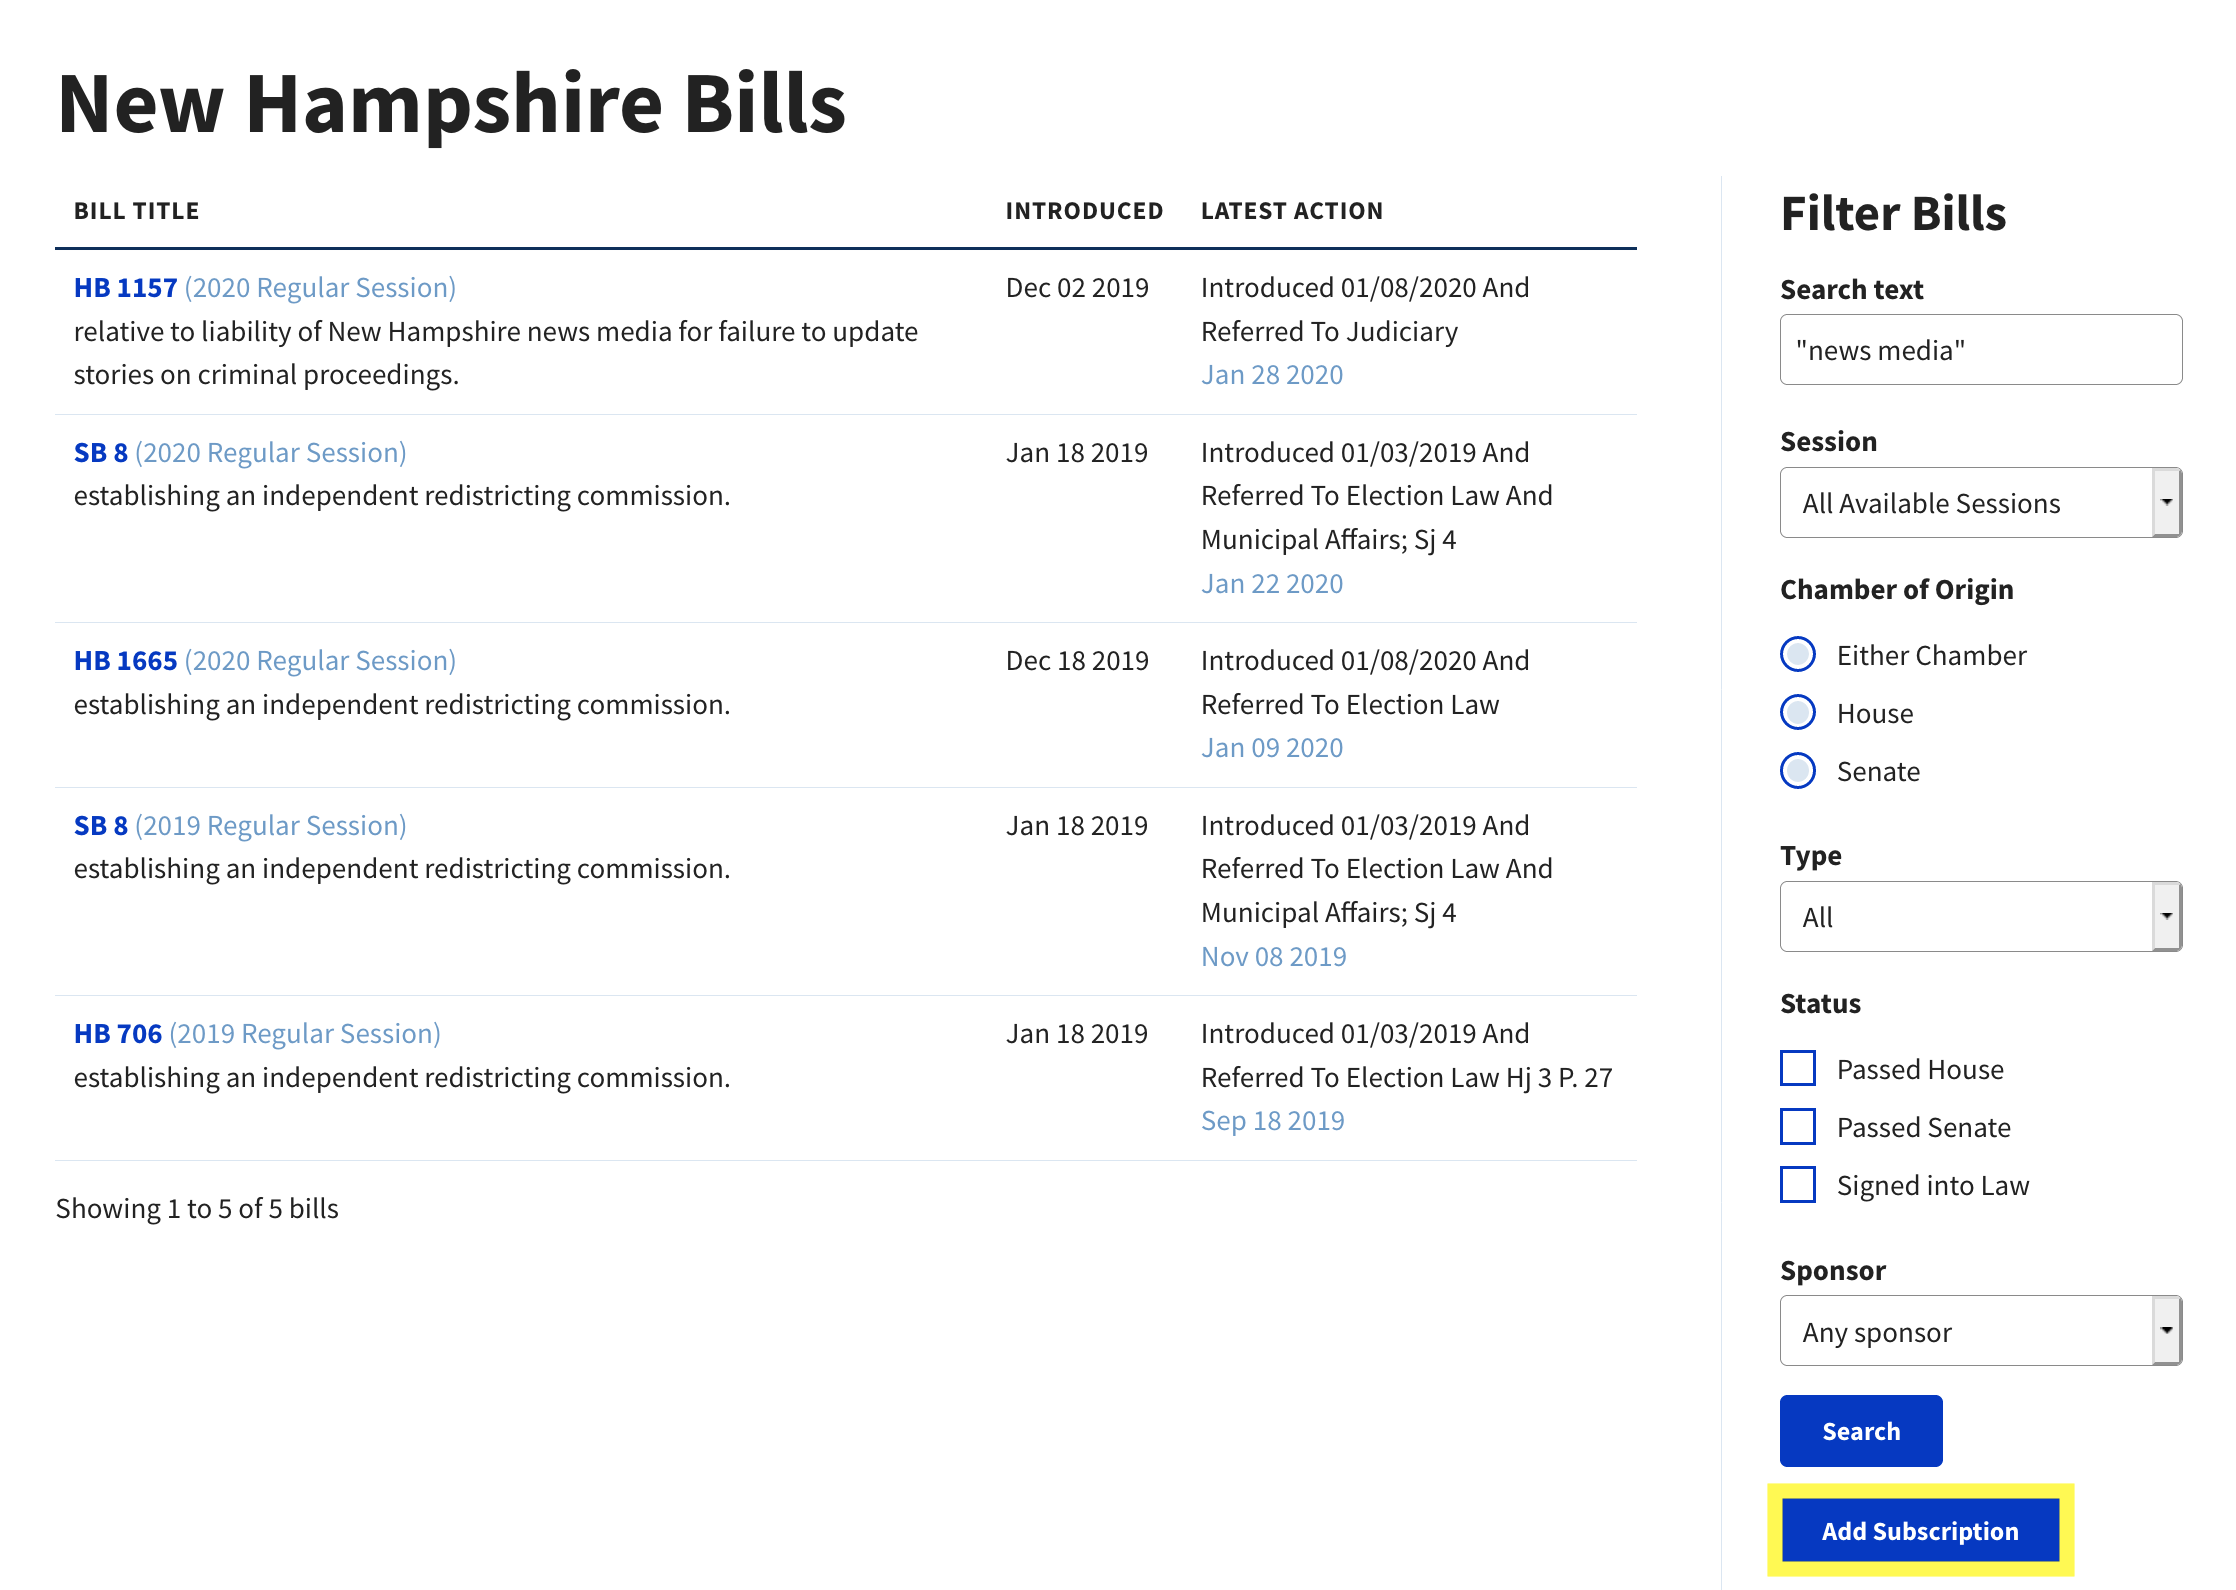 New Hampshire Bills
BILL TITLE INTRODUCED LATEST ACTION
HB 1157 (2020 Regular Session) Dec 02 2019 Introduced 01/08/2020 And
relative to liability of New Hampshire news media for failure to update Referred To Judiciary
stories on criminal proceedings. Jan 28 2020
SB 8 (2020 Regular Session) Jan 18 2019 Introduced 01/03/2019 And
establishing an independent redistricting commission. Referred To Election Law And
Municipal Affairs; Sj 4
Jan 22 2020
HB 1665 (2020 Regular Session) Dec 18 2019 Introduced 01/08/2020 And
establishing an independent redistricting commission. Referred To Election Law
Jan 09 2020
SB 8 (2019 Regular Session) Jan 18 2019 Introduced 01/03/2019 And
establishing an independent redistricting commission. Referred To Election Law And
Municipal Affairs; Sj 4
Nov 08 2019
HB 706 (2019 Regular Session) Jan 18 2019 Introduced 01/03/2019 And
establishing an independent redistricting commission. Referred To Election Law Hj 3 P. 27
Sep 18 2019
Showing 1 to 5 of 5 bills
Filter Bills
Search text
"news media"
Session
All Available Sessions
Chamber of Origin
Either Chamber
House
Senate
Type
All
Status
Passed House
Passed Senate
Signed into Law
Sponsor
Any sponsor
Search
Add Subscription